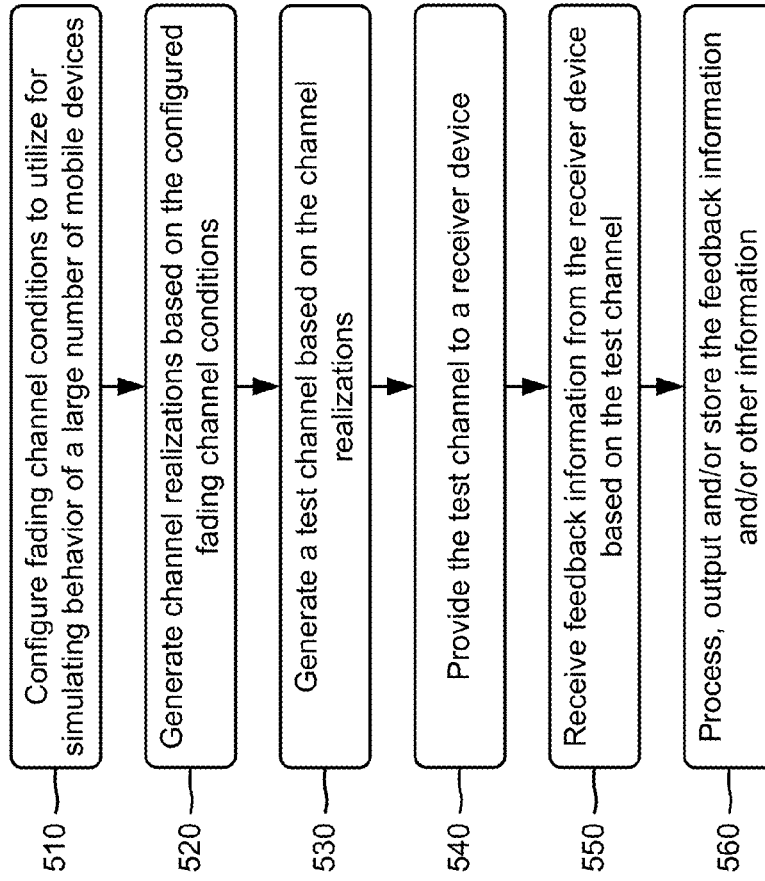 510
Configure fading channel conditions to utilize for
simulating behavior of a large number of mobile devices
520
Generate channel realizations based on the configured
fading channel conditions
530
Generate a test channel based on the channel
realizations
540
Provide the test channel to a receiver device
550
Receive feedback information from the receiver device
based on the test channel
560
Process, output and/or store the feedback information
and/or other information